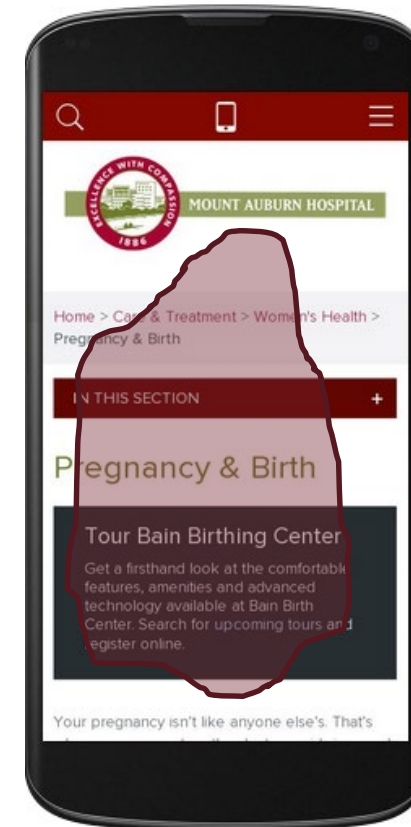 EXCELLENCE WITH COMPASSION
1886
MOUNT AUBURN HOSPITAL
Home > Care & Treatment > Women's Health >
Pregnancy & Birth
IN THIS SECTION +
Pregnancy & Birth
Tour Bain Birthing Center
Get a firsthand look at the comfortable
features, amenities and advanced
technology available at Bain Birth
Center. Search for upcoming tours and
register online.
Your pregnancy isn't like anyone else's. That's